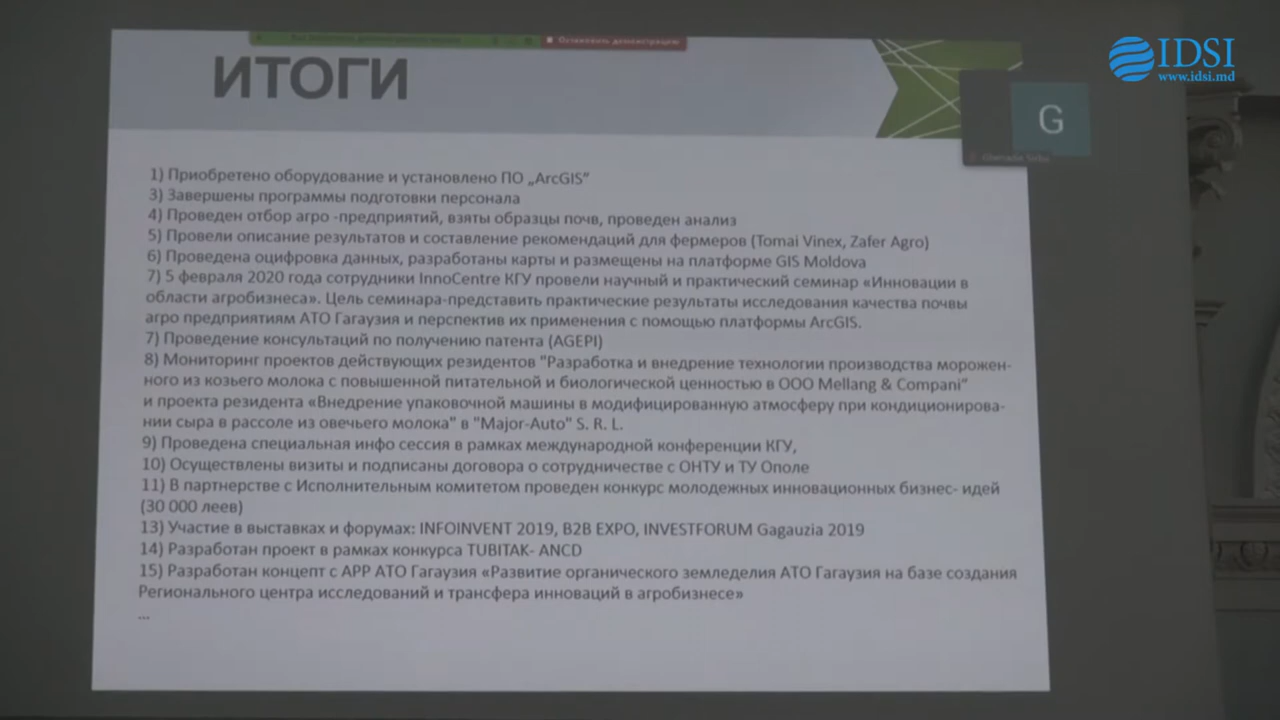 Остановить демонстрацию
IDSI
www.idsi.md
ИТОГИ
G
1) Приобретено оборудование и установлено ПО „ArcGIS”
3) Завершены программы подготовки персонала
4) Проведен отбор агро -предприятий, взяты образцы почв, проведен анализ
5) Провели описание результатов и составление рекомендаций для фермеров (Tomai Vinex, Zafer Agro)
6) Проведена оцифровка данных, разработаны карты и размещены на платформе GIS Moldova
7) 5 февраля 2020 года сотрудники InnoCentre КГУ провели научный и практический семинар «Инновации в
области агробизнеса». Цель семинара-представить практические результаты исследования качества почвы
агро предприятиям АТО Гагаузия и перспектив их применения с помощью платформы ArcGIS.
7) Проведение консультаций по получению патента (AGEPI)
8) Мониторинг проектов действующих резидентов "Разработка и внедрение технологии производстваморожен-
ного из козьего молока с повышенной питательной и биологической ценностью в ООО Mellang & Compani”
и проекта резидента «Внедрение упаковочной машины в модифицированную атмосферу при кондиционирова-
нии сыра в рассоле из овечьего молока" в "Major-Auto" S. R. L.
9) Проведена специальная инфо сессия в рамках международной конференции КГУ,
10) Осуществлены визиты и подписаны договора о сотрудничестве с ОНТУ и ТУ Ополе
11) В партнерстве с Исполнительным комитетом проведен конкурс молодежных инновационных бизнес- идей
(30 000 леев)
13) Участие в выставках и форумах: INFOINVENT 2019, B2B EXPO, INVESTFORUM Gagauzia 2019
14) Разработан проект в рамках конкурса TUBITAK- ANCD
15) Разработан концепт с АРР АТО Гагаузия «Развитие органического земледелия АТО Гагаузия на базе создания
Регионального центра исследований и трансфера инноваций в агробизнесе»
...